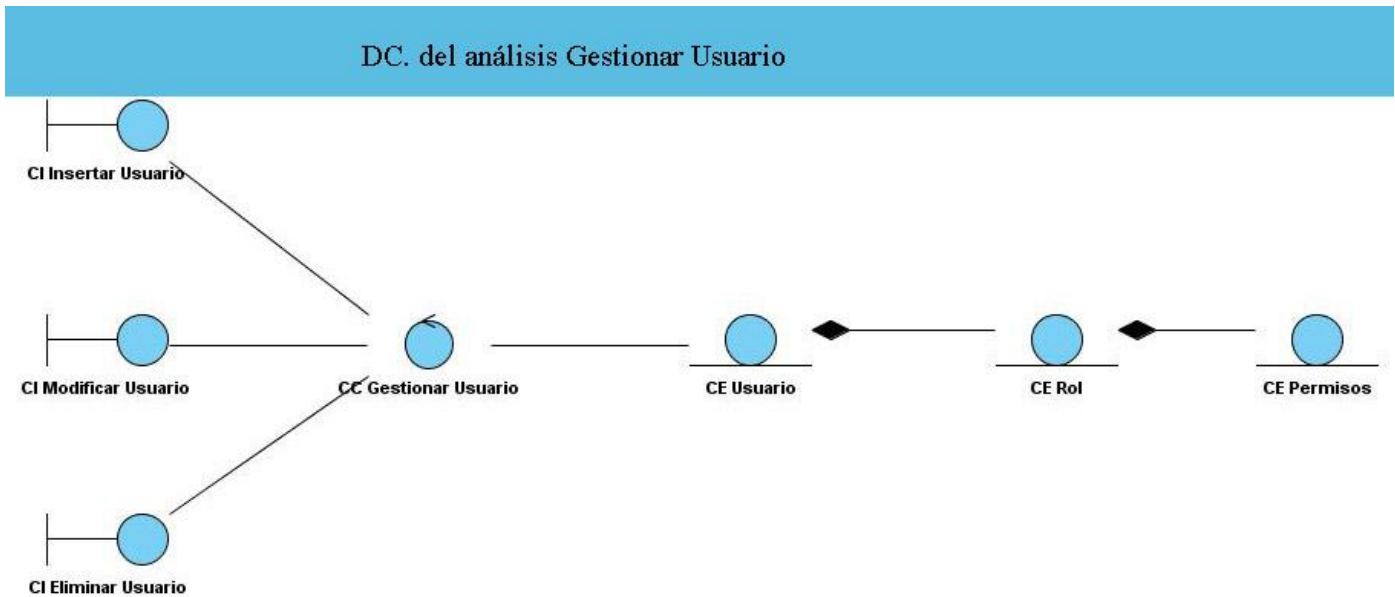 DC. del análisis Gestionar Usuario
CI Insertar Usuario
CI Modificar Usuario
CC Gestionar Usuario
CE Usuario
CE Rol
CE Permisos
CI Eliminar Usuario